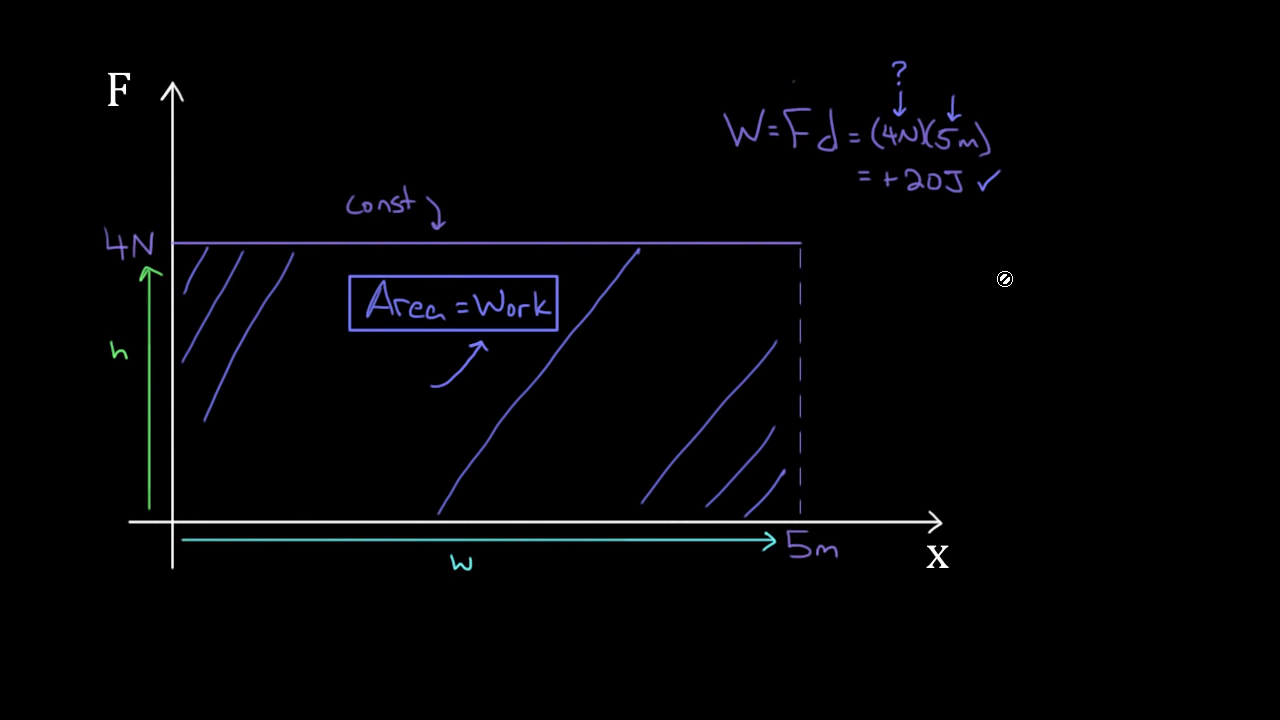 F
?
W=Fd=(4N)(5m)
=+20J ✓
const
4N
Area=Work
h
5m
w
x